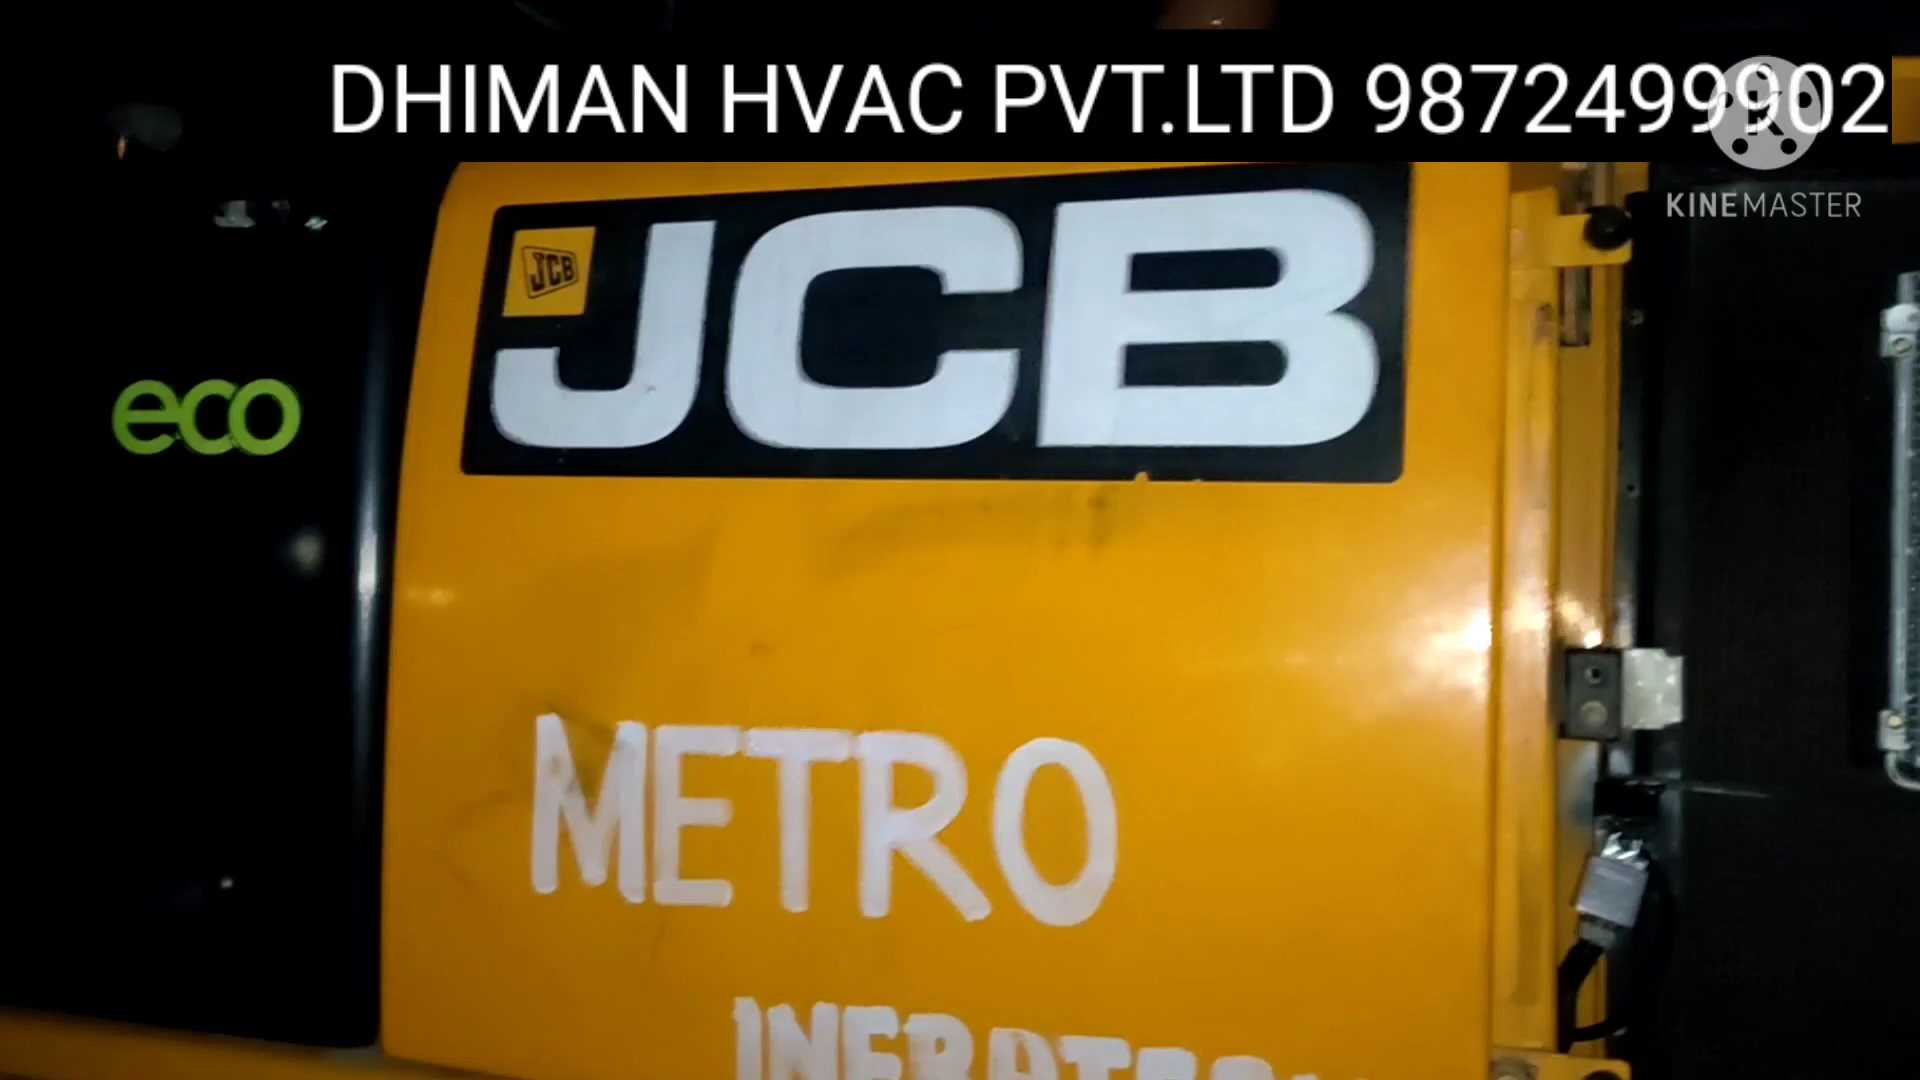 DHIMAN HVAC PVT.LTD 9872499902
KINEMASTER
JCB
JCB
eco
METRO